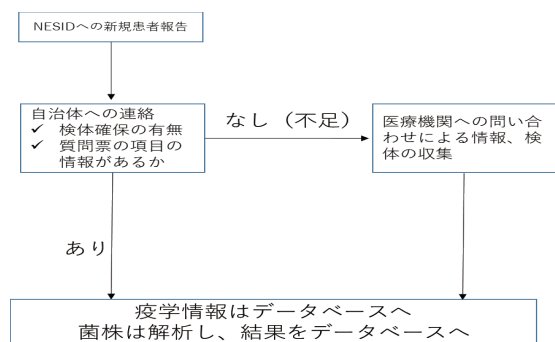 NESIDへの新規患者報告
自治体への連絡
✓ 検体確保の有無
✓ 質問票の項目の
情報があるか
なし（不足）
医療機関への問い合
わせによる情報、検
体の収集
あり
疫学情報はデータベースへ
菌株は解析し、結果をデータベースへ